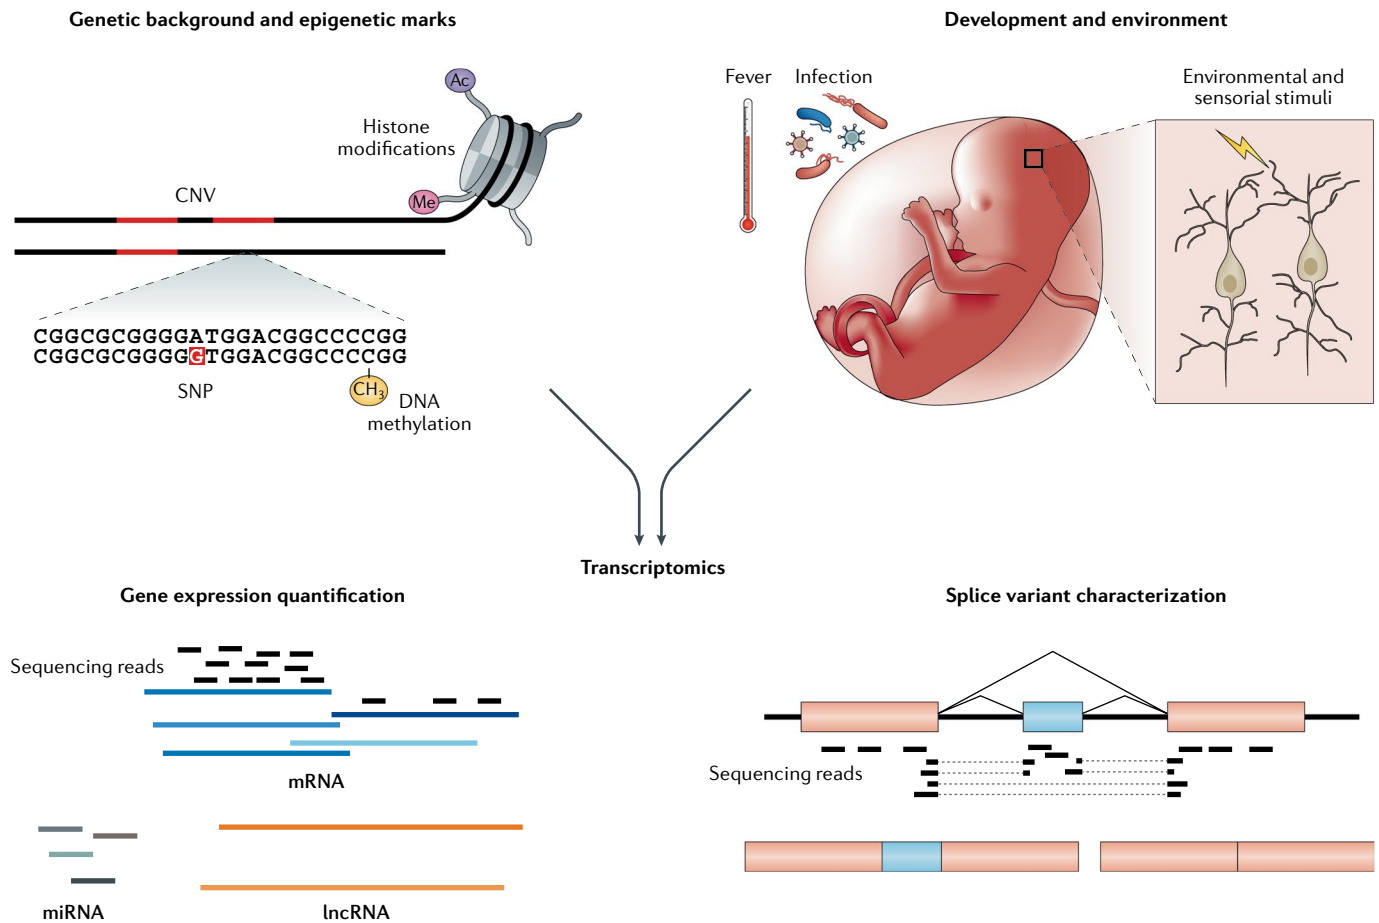 Genetic background and epigenetic marks
Ac
Histone
modifications
Me
CNV
CGGCGCGGGGATGGACGGCCCCGG
CGGCGCGGGGGTGGACGGCCCCGG
SNP
CH3
DNA
methylation
Development and environment
Fever
Infection
Environmental and
sensorial stimuli
Transcriptomics
Gene expression quantification
Sequencing reads
mRNA
miRNA
lncRNA
Splice variant characterization
Sequencing reads